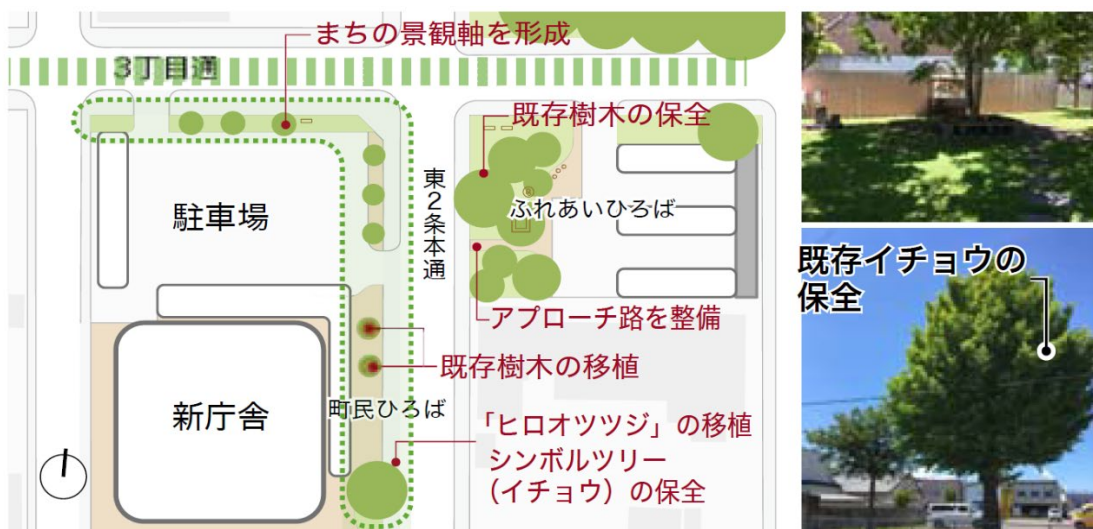 まちの景観軸を形成
3丁目通
既存樹木の保全
東2条本通
駐車場
ふれあいひろば
アプローチ路を整備
既存樹木の移植
新庁舎
町民ひろば
「ヒロオツツジ」の移植
シンボルツリー
（イチョウ）の保全
既存イチョウの
保全